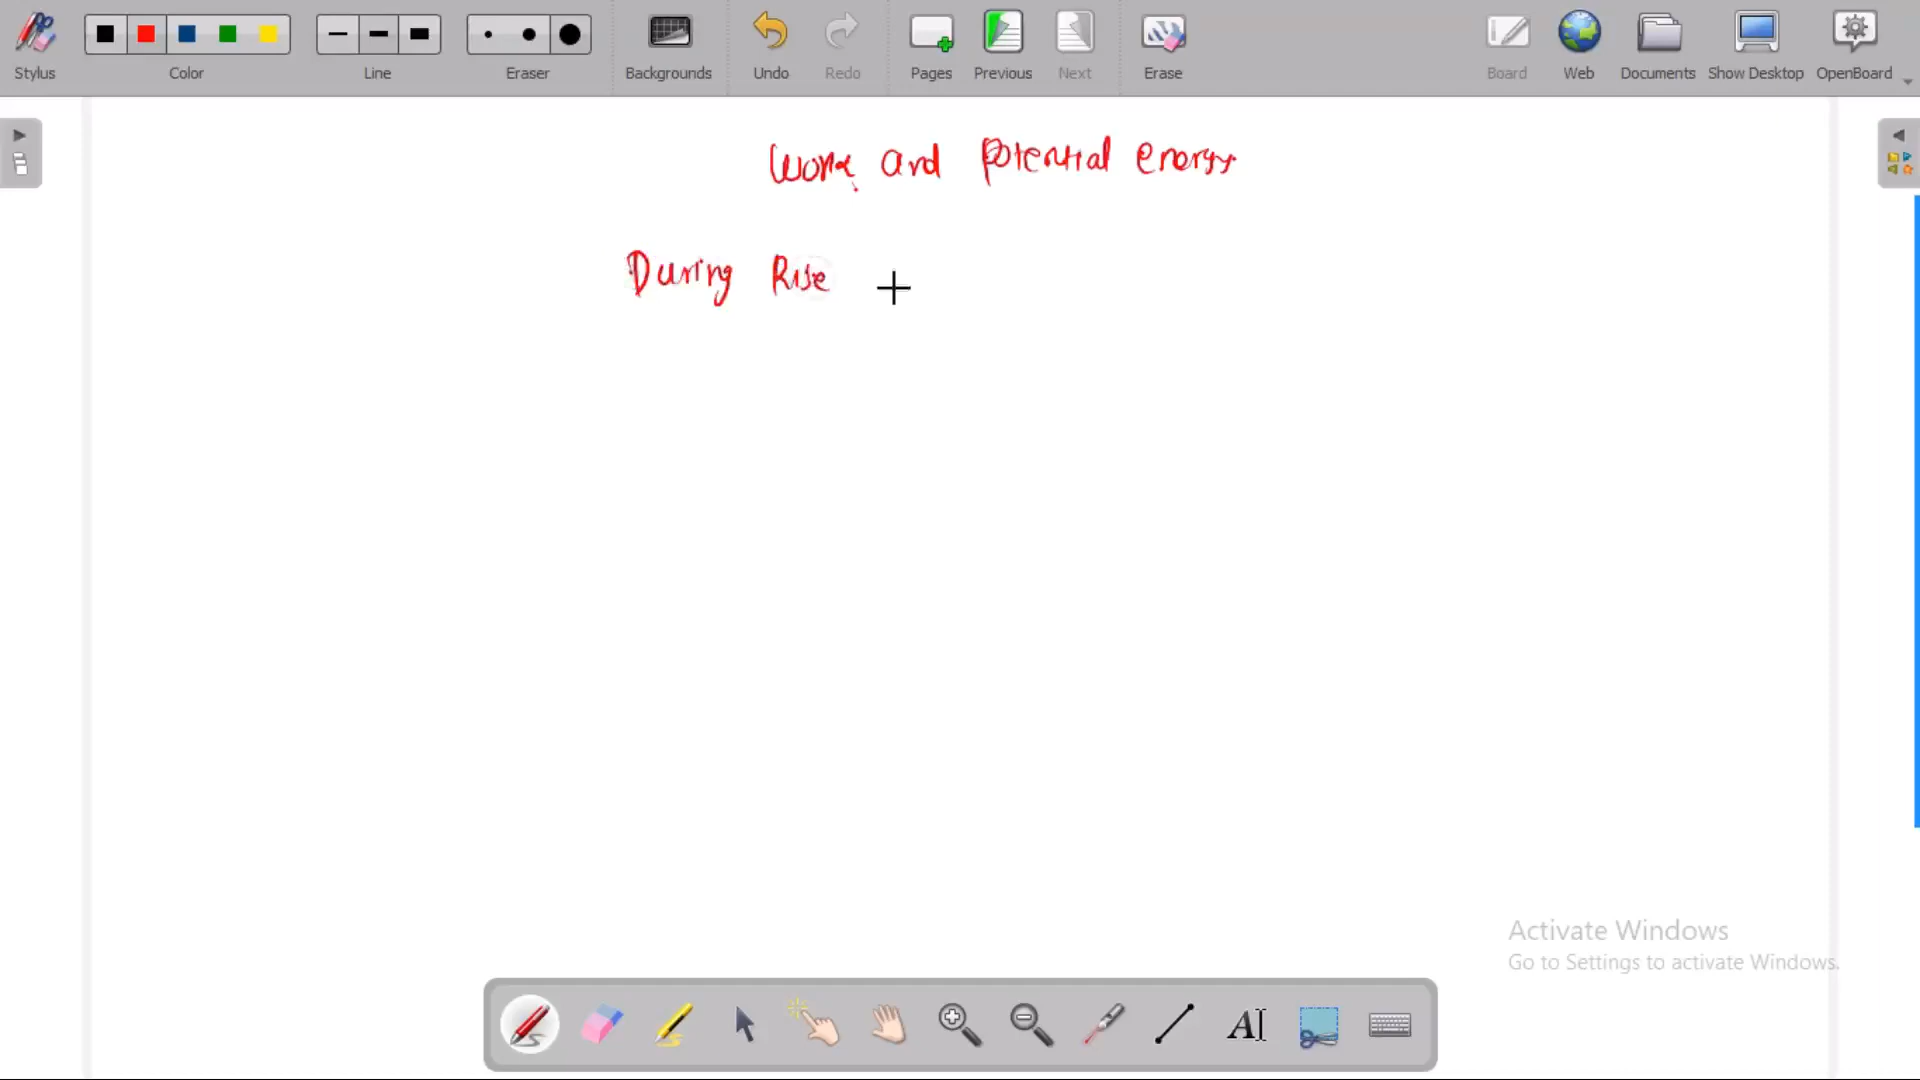 Stylus Color Line Eraser Backgrounds Undo Redo Pages Previous Next Erase Board Web Documents Show Desktop OpenBoard
Work and Potential energy
During Rise
Activate Windows
Go to Settings to activate Windows.